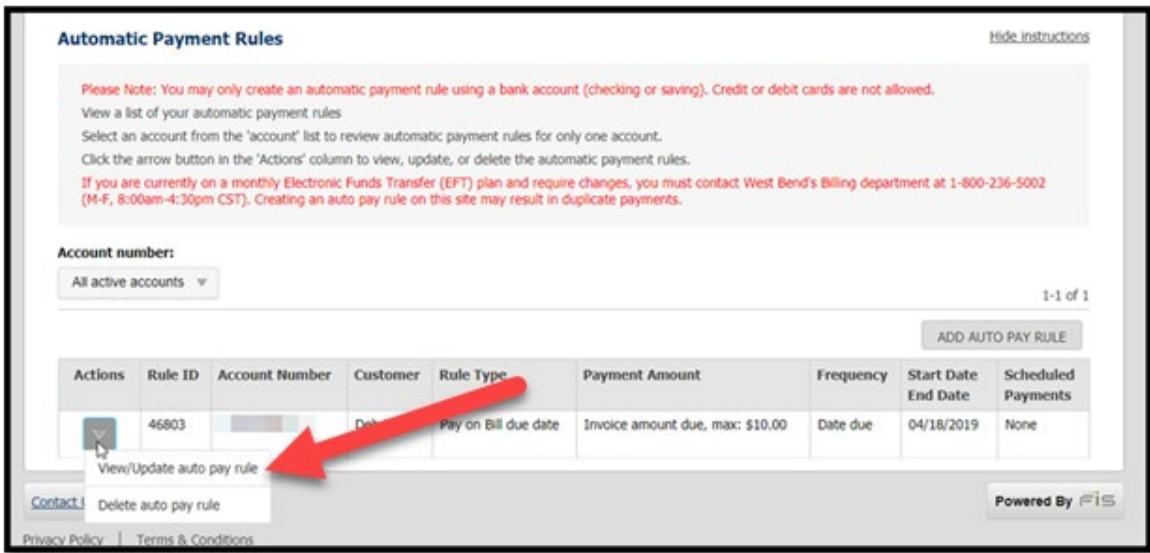 Automatic Payment Rules
Hide instructions
Please Note: You may only create an automatic payment rule using a bank account (checking or saving). Credit or debit cards are not allowed.
View a list of your automatic payment rules
Select an account from the 'account' list to review automatic payment rules for only one account.
Click the arrow button in the 'Actions' column to view, update, or delete the automatic payment rules.
If you are currently on a monthly Electronic Funds Transfer (EFT) plan and require changes, you must contact West Bend's Billing department at 1-800-236-5002
(M-F, 8:00am-4:30pm CST). Creating an auto pay rule on this site may result in duplicate payments.
Account number:
All active accounts
1-1 of 1
ADD AUTO PAY RULE
Actions Rule ID Account Number Customer Rule Type Payment Amount Frequency Start Date Scheduled
End Date Payments
46803 Pay on Bill due date Invoice amount due, max: $10.00 Date due 04/18/2019 None
View/Update auto pay rule
Delete auto pay rule
Contact
Powered By FIS
Privacy Policy | Terms & Conditions